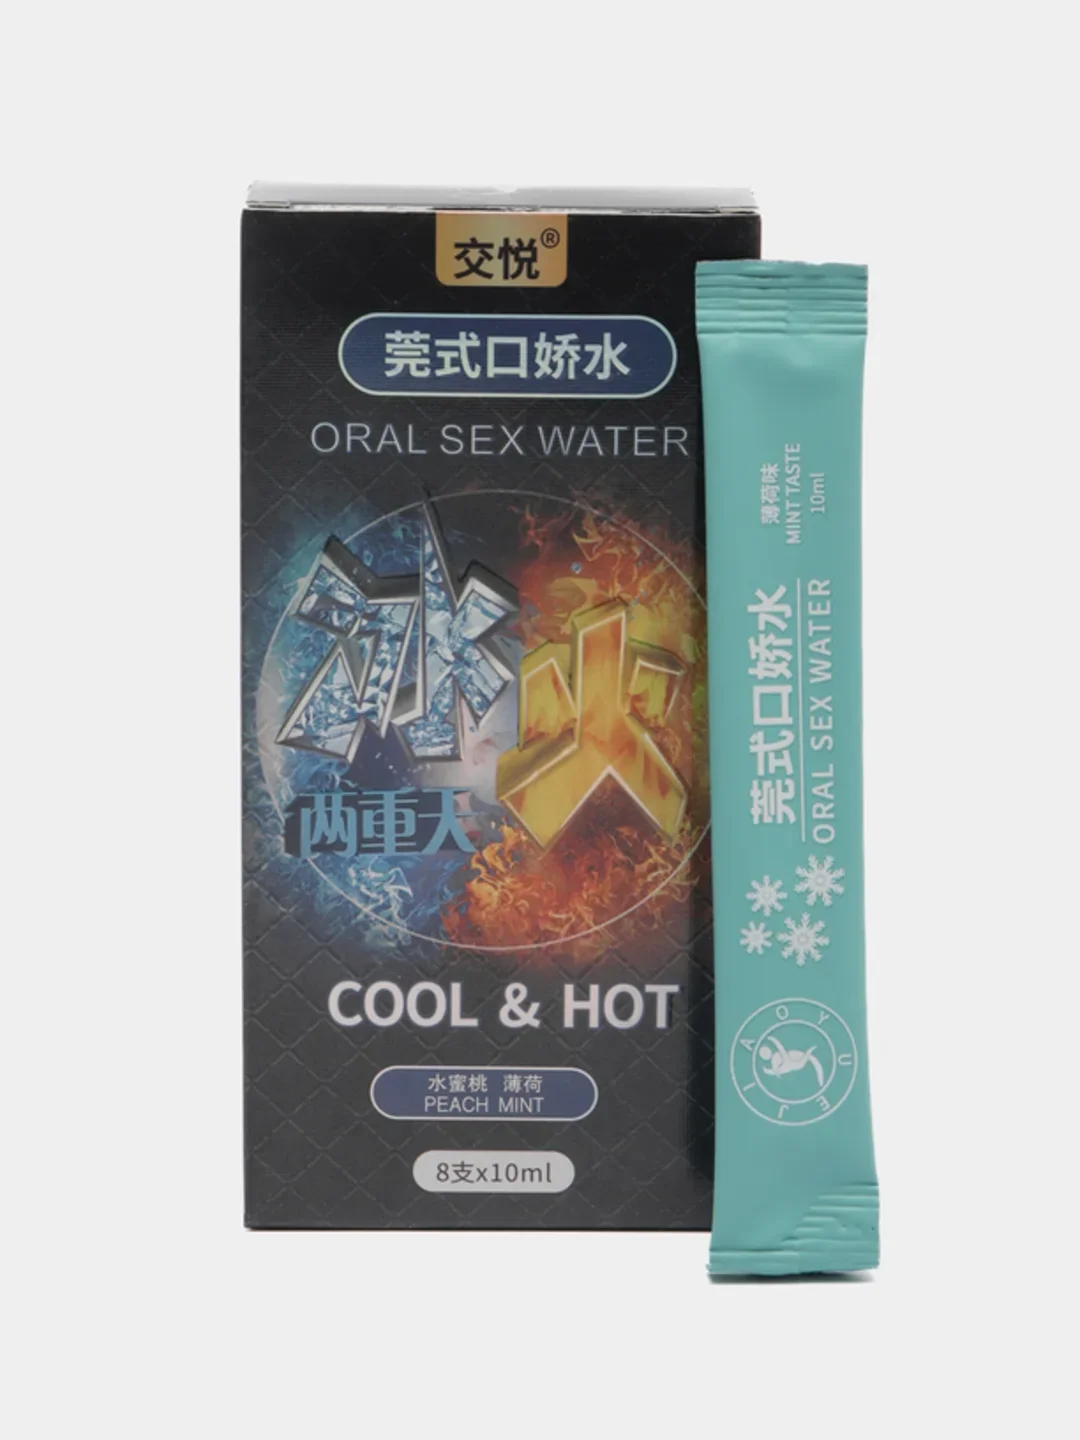 交悦®
莞式口娇水
ORAL SEX WATER
冰火
两重天
COOL & HOT
水蜜桃 薄荷
PEACH MINT
8支x10ml
薄荷味
MINT TASTE
10ml
莞式口娇水
ORAL SEX WATER
JIAOYUE